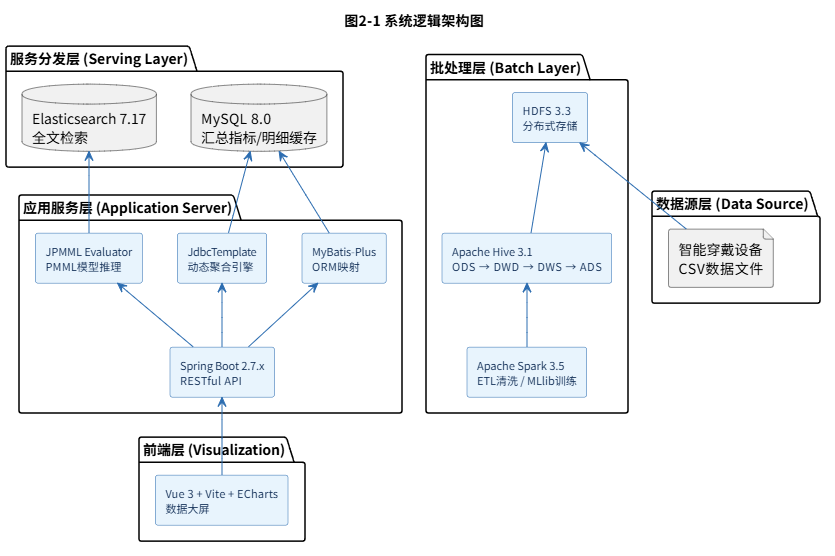 图2-1 系统逻辑架构图
服务分发层 (Serving Layer)
Elasticsearch 7.17
全文检索
MySQL 8.0
汇总指标/明细缓存
应用服务层 (Application Server)
JPMML Evaluator
PMML模型推理
JdbcTemplate
动态聚合引擎
MyBatis-Plus
ORM映射
Spring Boot 2.7.x
RESTful API
前端层 (Visualization)
Vue 3 + Vite + ECharts
数据大屏
批处理层 (Batch Layer)
HDFS 3.3
分布式存储
Apache Hive 3.1
ODS → DWD → DWS → ADS
Apache Spark 3.5
ETL清洗 / MLlib训练
数据源层 (Data Source)
智能穿戴设备
CSV数据文件